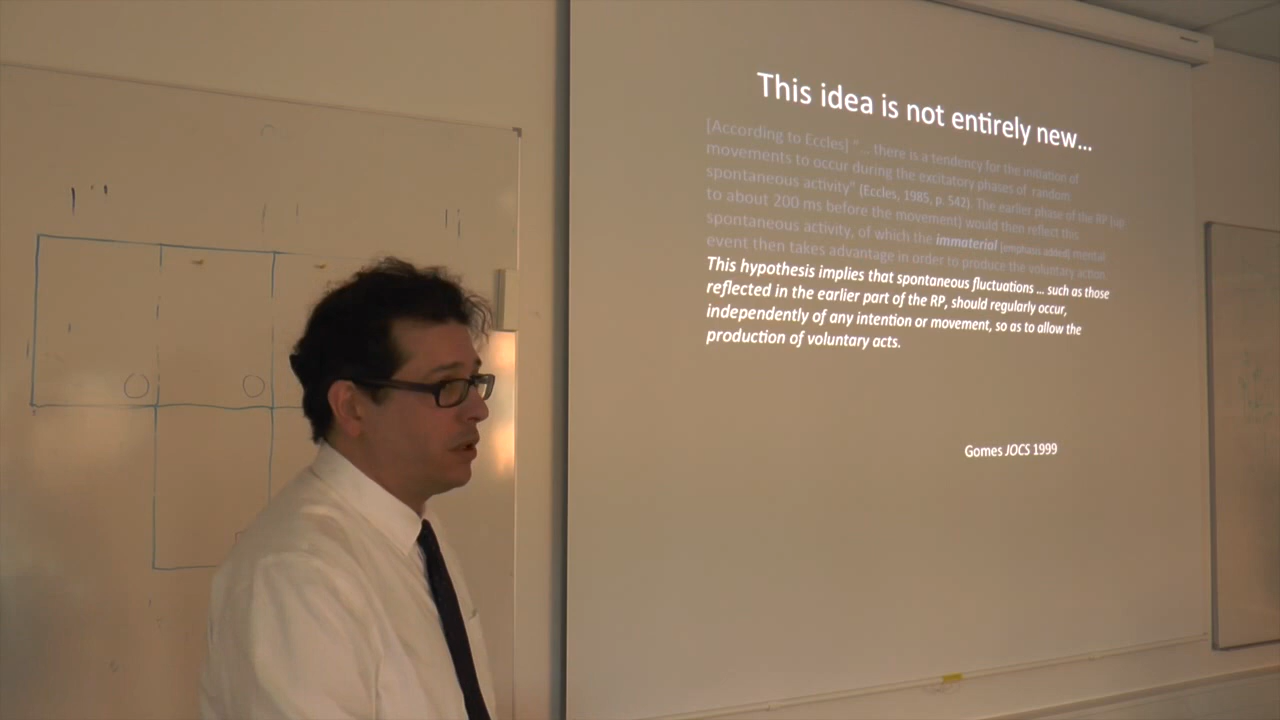 This idea is not entirely new...
[According to Eccles] "... there is a tendency for the initiation of
movements to occur during the excitatory phases of random
spontaneous activity" (Eccles, 1985, p. 542). The earlier phase of the RP (up
to about 200 ms before the movement) would then reflect this
spontaneous activity, of which the immaterial [emphasis added] mental
event then takes advantage in order to produce the voluntary action.
This hypothesis implies that spontaneous fluctuations ... such as those
reflected in the earlier part of the RP, should regularly occur,
independently of any intention or movement, so as to allow the
production of voluntary acts.
Gomes JOCS 1999